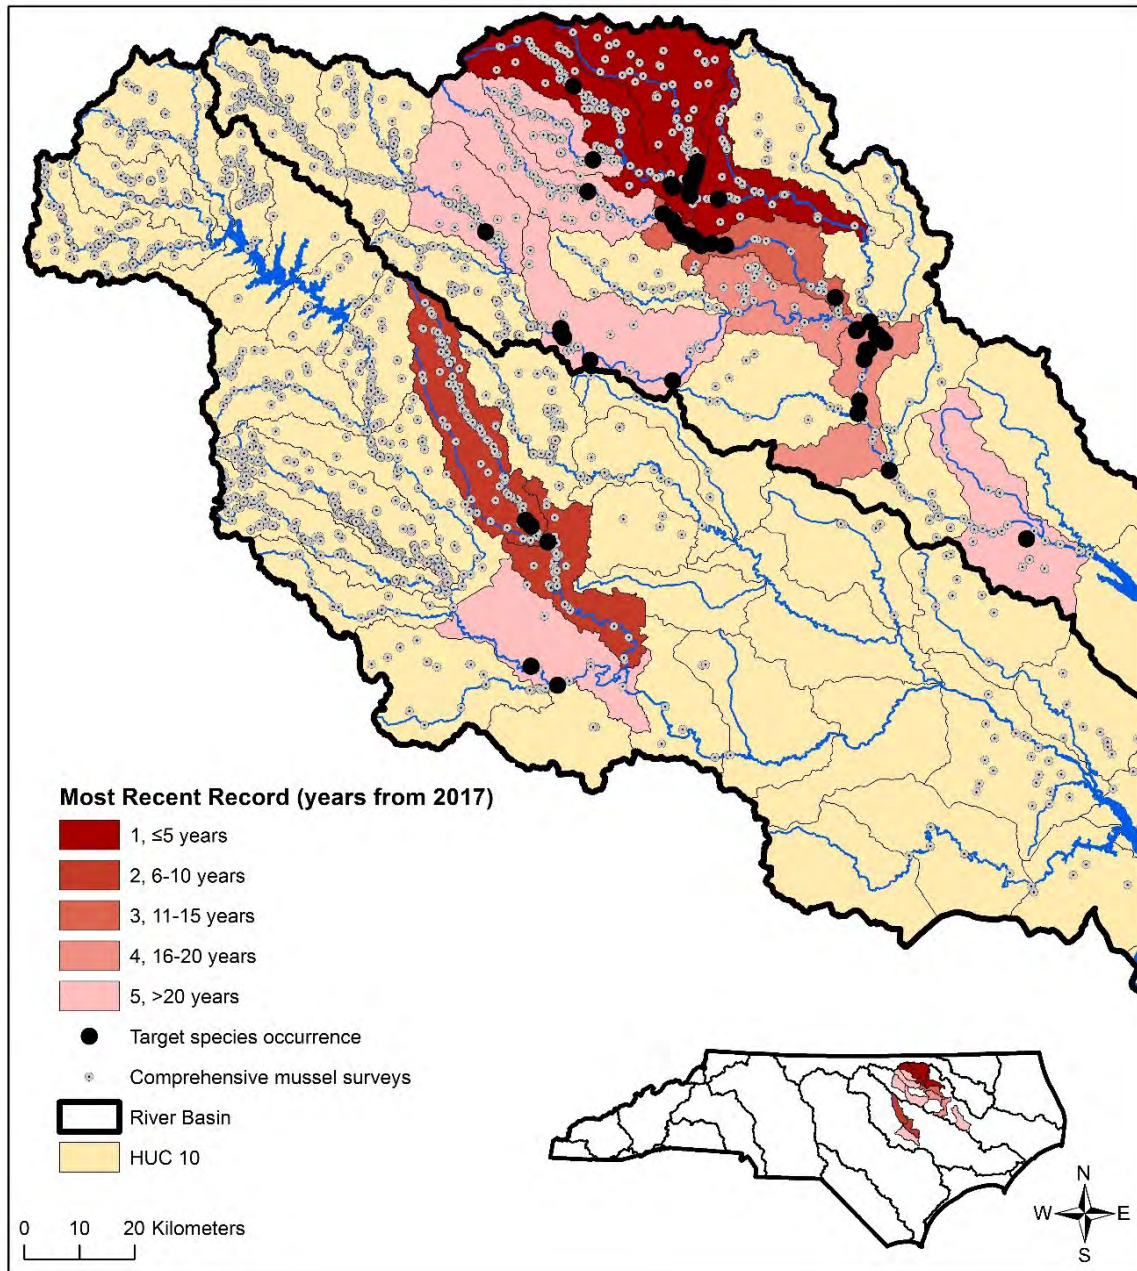 Most Recent Record (years from 2017)
1, ≤5 years
2, 6-10 years
3, 11-15 years
4, 16-20 years
5, >20 years
Target species occurrence
Comprehensive mussel surveys
River Basin
HUC 10
0 10 20 Kilometers
N
W E
S